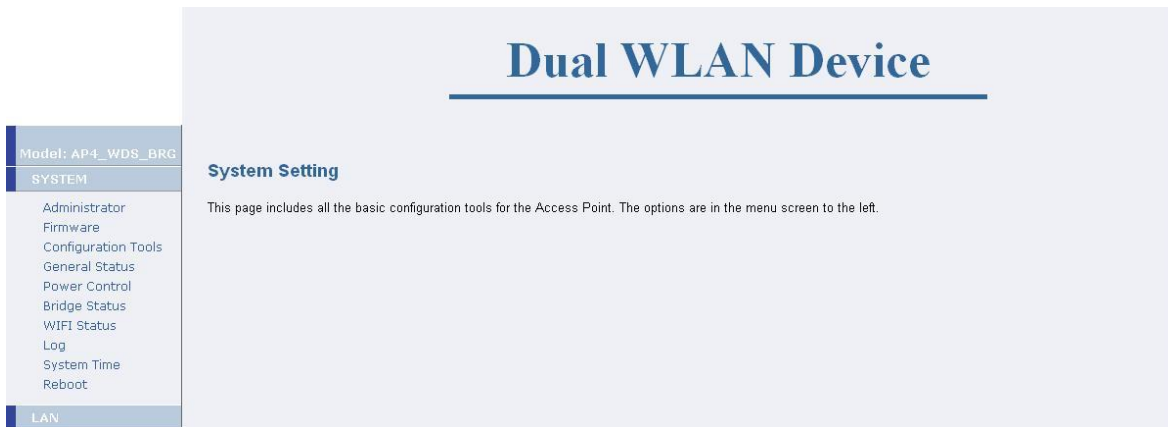 Dual WLAN Device
Model: AP4_WDS_BRG
SYSTEM
Administrator
Firmware
Configuration Tools
General Status
Power Control
Bridge Status
WIFI Status
Log
System Time
Reboot
LAN
System Setting
This page includes all the basic configuration tools for the Access Point. The options are in the menu screen to the left.